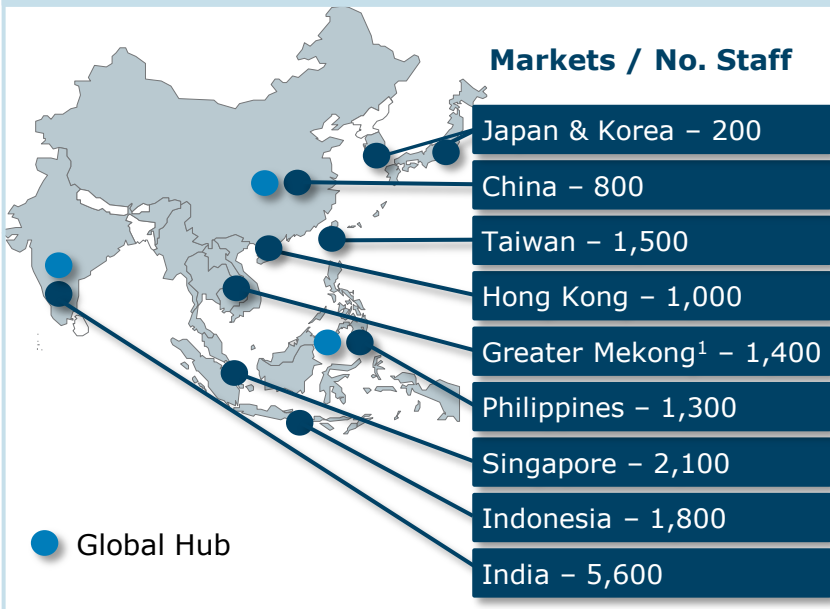 Markets / No. Staff
Japan & Korea – 200
China – 800
Taiwan – 1,500
Hong Kong – 1,000
Greater Mekong¹ – 1,400
Philippines – 1,300
Singapore – 2,100
Indonesia – 1,800
India – 5,600
Global Hub